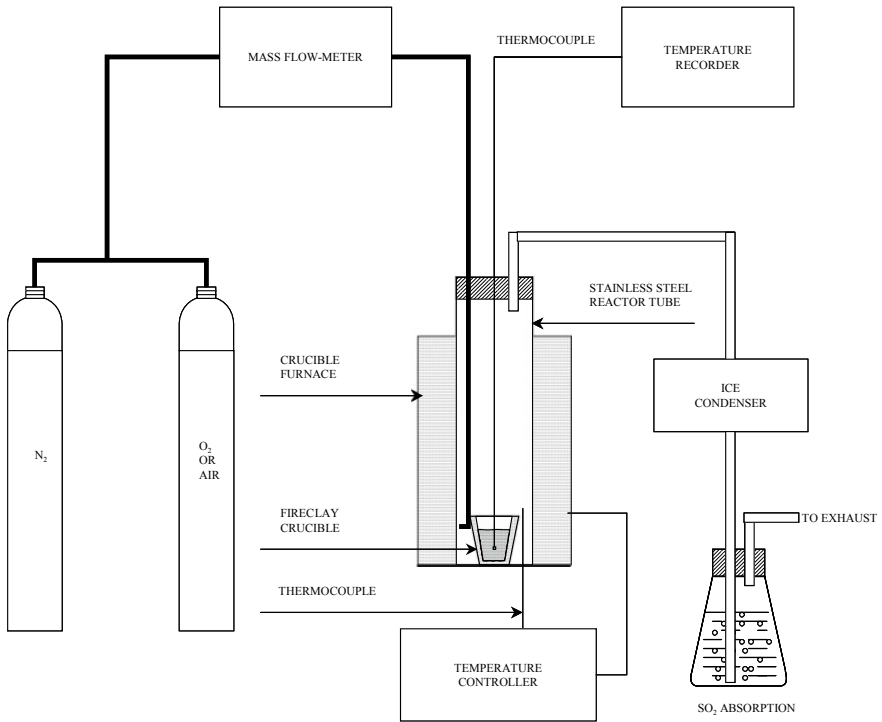 MASS FLOW-METER
THERMOCOUPLE
TEMPERATURE
RECORDER
STAINLESS STEEL
REACTOR TUBE
CRUCIBLE
FURNACE
ICE
CONDENSER
N₂
O₂
OR
AIR
FIRECLAY
CRUCIBLE
TO EXHAUST
THERMOCOUPLE
TEMPERATURE
CONTROLLER
SO₂ ABSORPTION